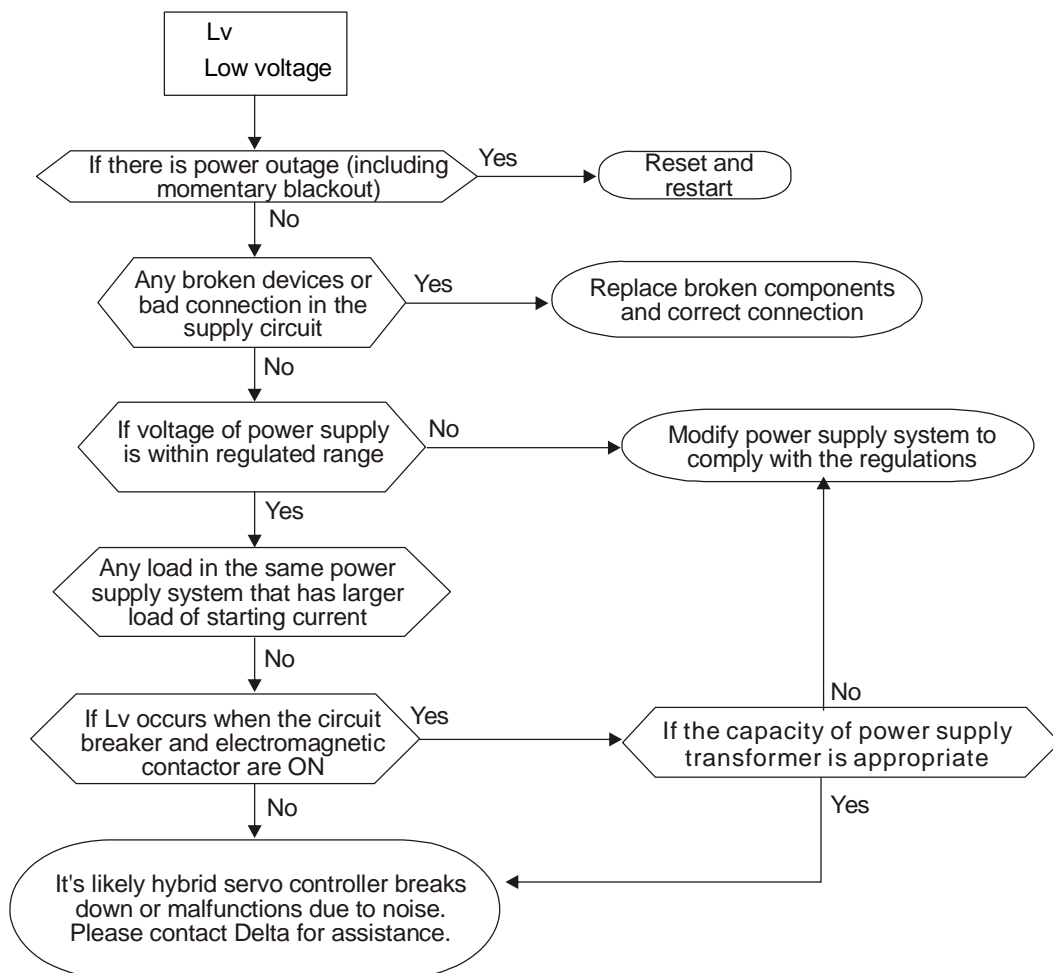 Lv
Low voltage
If there is power outage (including
momentary blackout)
Yes
Reset and
restart
No
Any broken devices or
bad connection in the
supply circuit
Yes
Replace broken components
and correct connection
No
If voltage of power supply
is within regulated range
No
Modify power supply system to
comply with the regulations
Yes
Any load in the same power
supply system that has larger
load of starting current
No
If Lv occurs when the circuit
breaker and electromagnetic
contactor are ON
Yes
No
If the capacity of power supply
transformer is appropriate
No
Yes
It's likely hybrid servo controller breaks
down or malfunctions due to noise.
Please contact Delta for assistance.